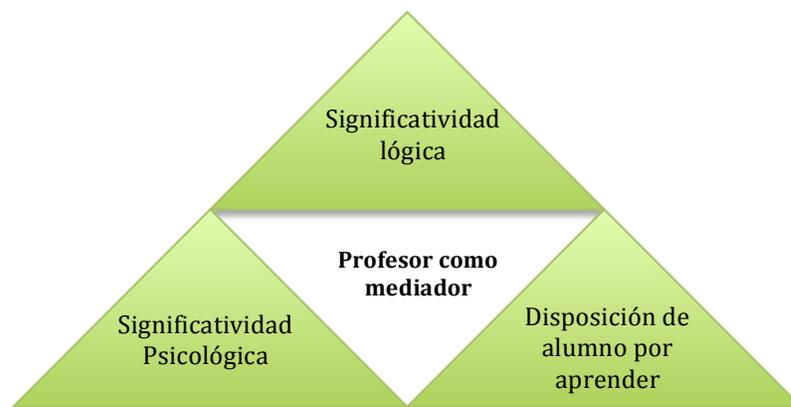 Significatividad
lógica
Profesor como
mediador
Significatividad
Psicológica
Disposición de
alumno por
aprender